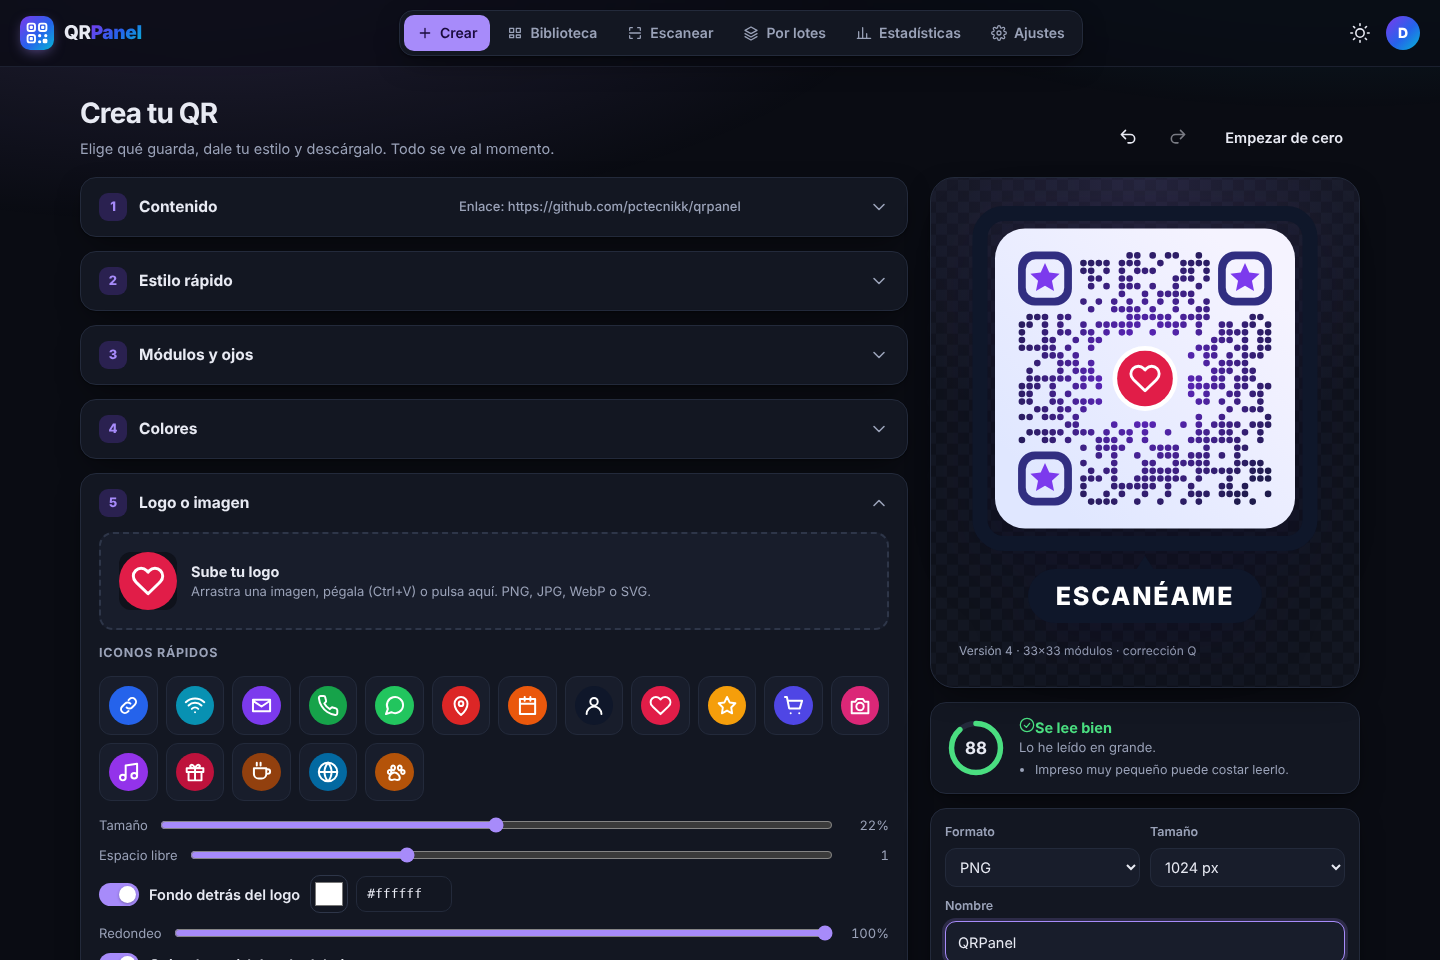 QRPanel
Crear
Biblioteca
Escanear
Por lotes
Estadísticas
Ajustes
D
Crea tu QR
Elige qué guarda, dale tu estilo y descárgalo. Todo se ve al momento.
Empezar de cero
1 Contenido Enlace: https://github.com/pctecnikk/qrpanel
2 Estilo rápido
3 Módulos y ojos
4 Colores
5 Logo o imagen
Sube tu logo
Arrastra una imagen, pégala (Ctrl+V) o pulsa aquí. PNG, JPG, WebP o SVG.
ICONOS RÁPIDOS
Tamaño 22%
Espacio libre 1
Fondo detrás del logo #ffffff
Redondeo 100%
ESCANÉAME
Versión 4 · 33×33 módulos · corrección Q
88
Se lee bien
Lo he leído en grande.
• Impreso muy pequeño puede costar leerlo.
Formato Tamaño
PNG 1024 px
Nombre
QRPanel